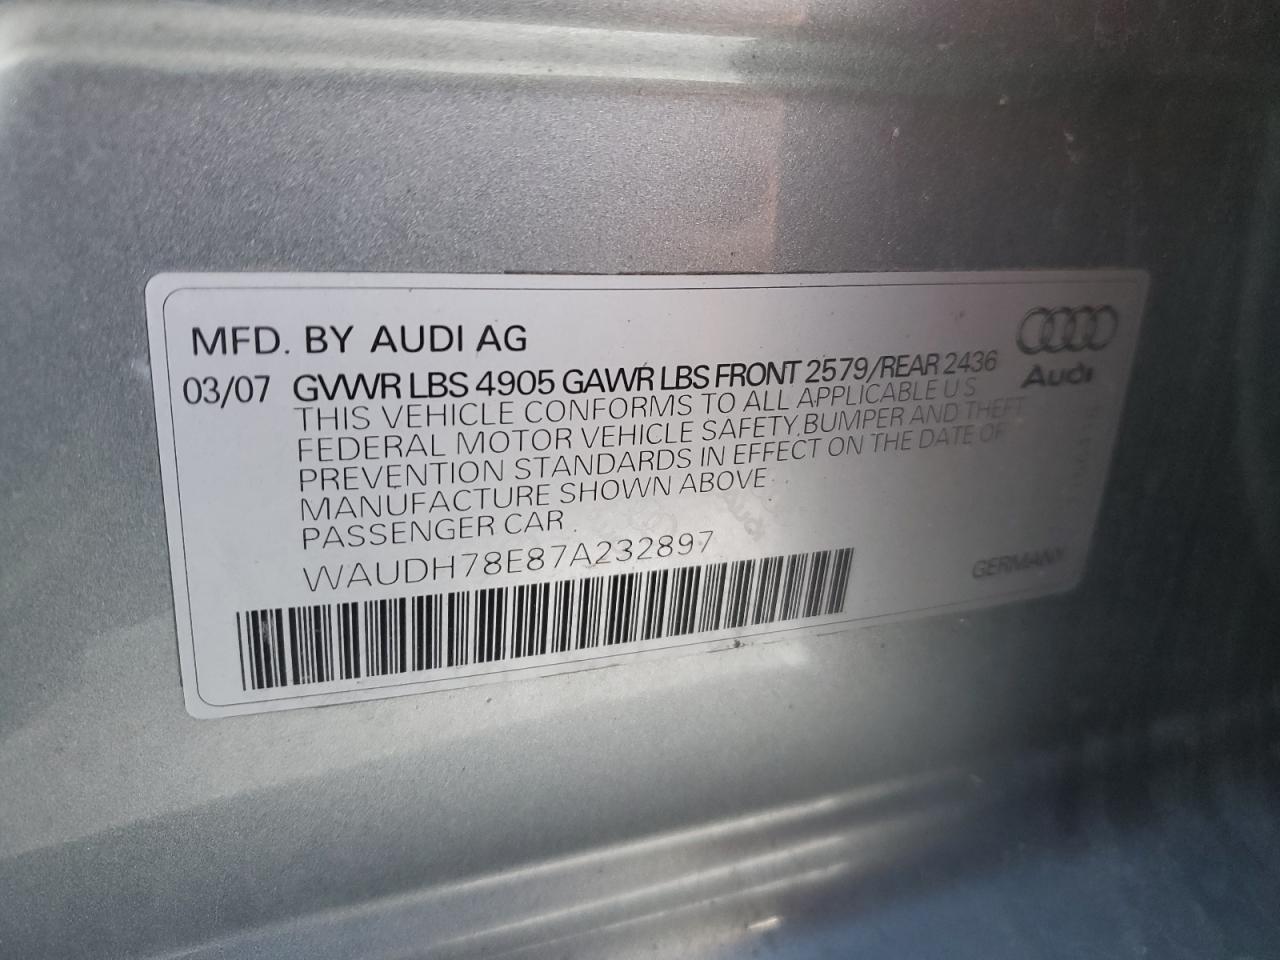 MFD. BY AUDI AG
03/07 GVWR LBS 4905 GAWR LBS FRONT 2579/REAR 2436
Audi
THIS VEHICLE CONFORMS TO ALL APPLICABLE U S
FEDERAL MOTOR VEHICLE SAFETY,BUMPER AND THEFT
PREVENTION STANDARDS IN EFFECT ON THE DATE OF
MANUFACTURE SHOWN ABOVE
PASSENGER CAR
WAUDH78E87A232897
GERMANY